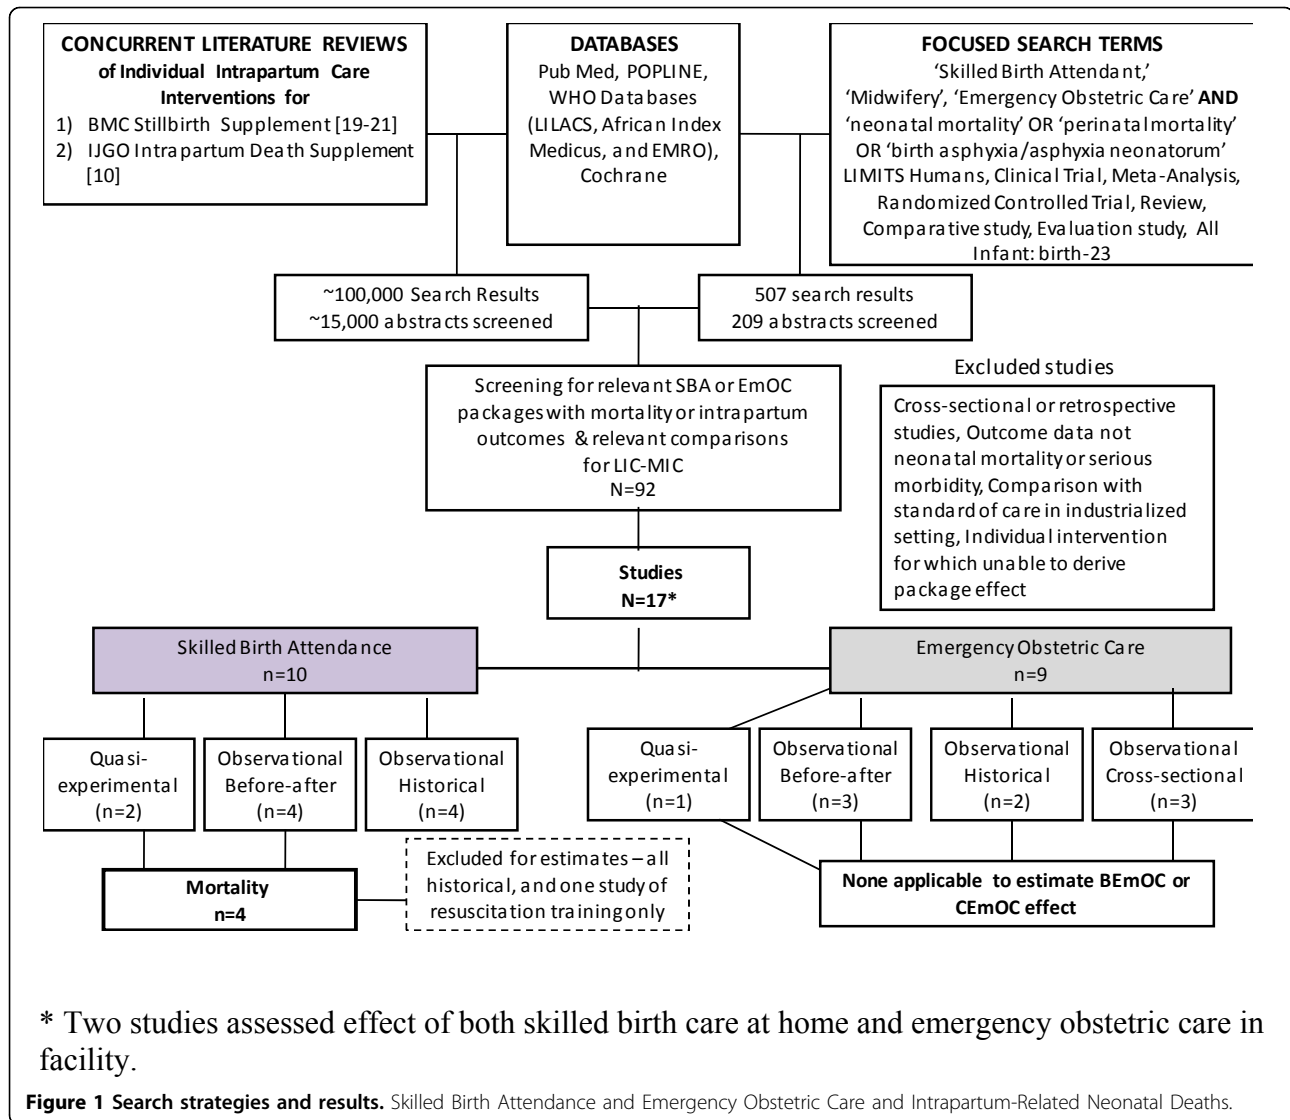 CONCURRENT LITERATURE REVIEWS
of Individual Intrapartum Care
Interventions for
1) BMC Stillbirth Supplement [19-21]
2) IJGO Intrapartum Death Supplement
[10]
DATABASES
Pub Med, POPLINE,
WHO Databases
(LILACS, African Index
Medicus, and EMRO),
Cochrane
FOCUSED SEARCH TERMS
‘Skilled Birth Attendant,’
‘Midwifery’, ‘Emergency Obstetric Care’ AND
‘neonatal mortality’ OR ‘perinatal mortality’
OR ‘birth asphyxia/asphyxia neonatorum’
LIMITS Humans, Clinical Trial, Meta-Analysis,
Randomized Controlled Trial, Review,
Comparative study, Evaluation study, All
Infant: birth-23
~100,000 Search Results
~15,000 abstracts screened
507 search results
209 abstracts screened
Screening for relevant SBA or EmOC
packages with mortality or intrapartum
outcomes & relevant comparisons
for LIC-MIC
N=92
Excluded studies
Cross-sectional or retrospective
studies, Outcome data not
neonatal mortality or serious
morbidity, Comparison with
standard of care in industrialized
setting, Individual intervention
for which unable to derive
package effect
Studies
N=17*
Skilled Birth Attendance
n=10
Emergency Obstetric Care
n=9
Quasi-
experimental
(n=2)
Observational
Before-after
(n=4)
Observational
Historical
(n=4)
Quasi-
experimental
(n=1)
Observational
Before-after
(n=3)
Observational
Historical
(n=2)
Observational
Cross-sectional
(n=3)
Mortality
n=4
Excluded for estimates – all
historical, and one study of
resuscitation training only
None applicable to estimate BEmOC or
CEmOC effect
* Two studies assessed effect of both skilled birth care at home and emergency obstetric care in
facility.
Figure 1 Search strategies and results. Skilled Birth Attendance and Emergency Obstetric Care and Intrapartum-Related Neonatal Deaths.